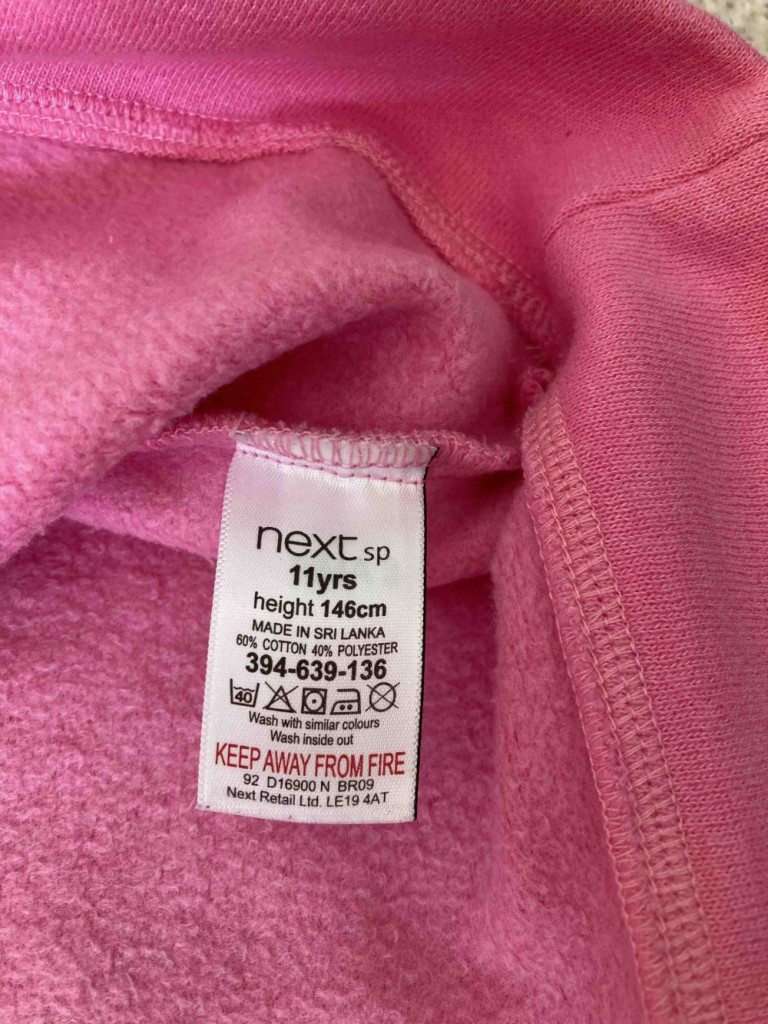 next sp
11yrs
height 146cm
MADE IN SRI LANKA
60% COTTON 40% POLYESTER
394-639-136
40
Wash with similar colours
Wash inside out
KEEP AWAY FROM FIRE
92 D16900 N BR09
Next Retail Ltd. LE19 4AT